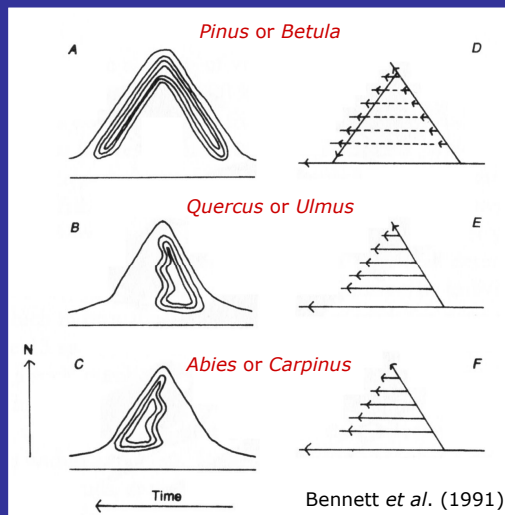 Pinus or Betula
A
D
Quercus or Ulmus
B
E
N
Abies or Carpinus
C
F
Time
Bennett et al. (1991)